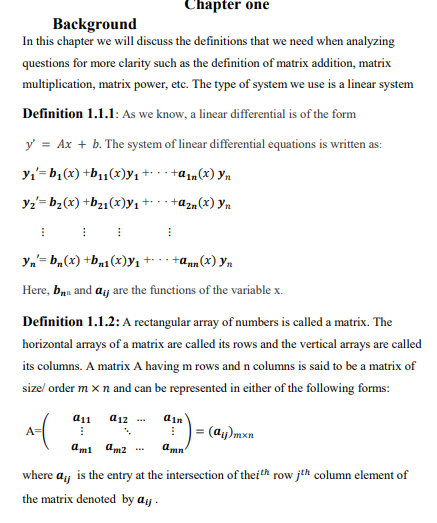 Chapter one
Background
In this chapter we will discuss the definitions that we need when analyzing
questions for more clarity such as the definition of matrix addition, matrix
multiplication, matrix power, etc. The type of system we use is a linear system
Definition 1.1.1: As we know, a linear differential is of the form
y′ = Ax + b. The system of linear differential equations is written as:
y₁′= b₁(x) +b₁₁(x)y₁ +· · ·+a₁ₙ(x) yₙ
y₂′= b₂(x) +b₂₁(x)y₁ +· · ·+a₂ₙ(x) yₙ
⋮ ⋮ ⋮ ⋮
yₙ′= bₙ(x) +bₙ₁(x)y₁ +· · ·+aₙₙ(x) yₙ
Here, bₙₙ and aᵢⱼ are the functions of the variable x.
Definition 1.1.2: A rectangular array of numbers is called a matrix. The
horizontal arrays of a matrix are called its rows and the vertical arrays are called
its columns. A matrix A having m rows and n columns is said to be a matrix of
size/ order m × n and can be represented in either of the following forms:
a₁₁ a₁₂ ... a₁ₙ
A=( ⋮ ⋱ ⋮ ) = (aᵢⱼ)ₘₓₙ
aₘ₁ aₘ₂ ... aₘₙ
where aᵢⱼ is the entry at the intersection of theiᵗʰ row jᵗʰ column element of
the matrix denoted by aᵢⱼ .